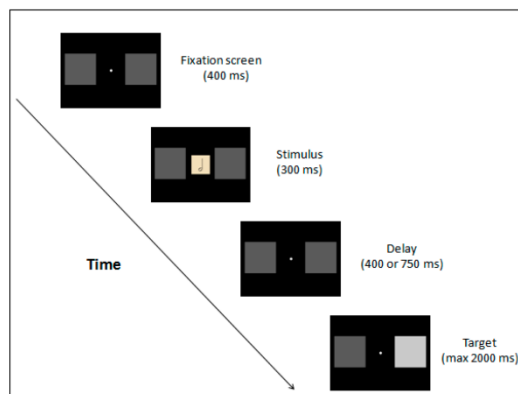 Fixation screen
(400 ms)
Stimulus
(300 ms)
Delay
(400 or 750 ms)
Time
Target
(max 2000 ms)